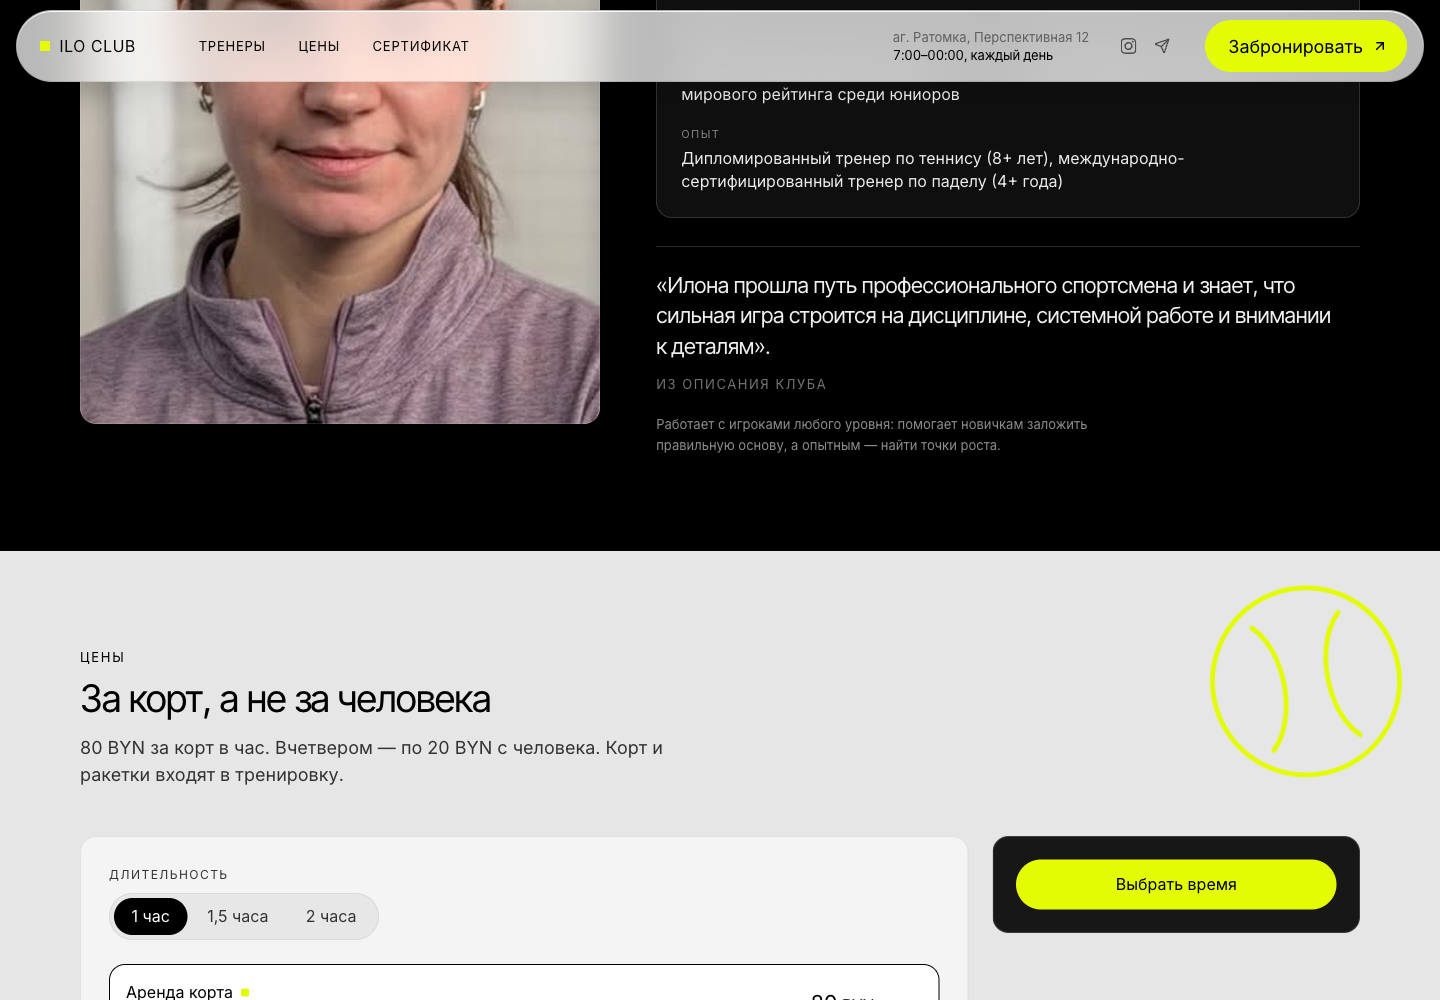 ILO CLUB
ТРЕНЕРЫ
ЦЕНЫ
СЕРТИФИКАТ
аг. Ратомка, Перспективная 12
7:00–00:00, каждый день
Забронировать
мирового рейтинга среди юниоров
ОПЫТ
Дипломированный тренер по теннису (8+ лет), международно-
сертифицированный тренер по паделу (4+ года)
«Илона прошла путь профессионального спортсмена и знает, что
сильная игра строится на дисциплине, системной работе и внимании
к деталям».
ИЗ ОПИСАНИЯ КЛУБА
Работает с игроками любого уровня: помогает новичкам заложить
правильную основу, а опытным — найти точки роста.
ЦЕНЫ
За корт, а не за человека
80 BYN за корт в час. Вчетвером — по 20 BYN с человека. Корт и
ракетки входят в тренировку.
ДЛИТЕЛЬНОСТЬ
1 час
1,5 часа
2 часа
Выбрать время
Аренда корта
80 BYN